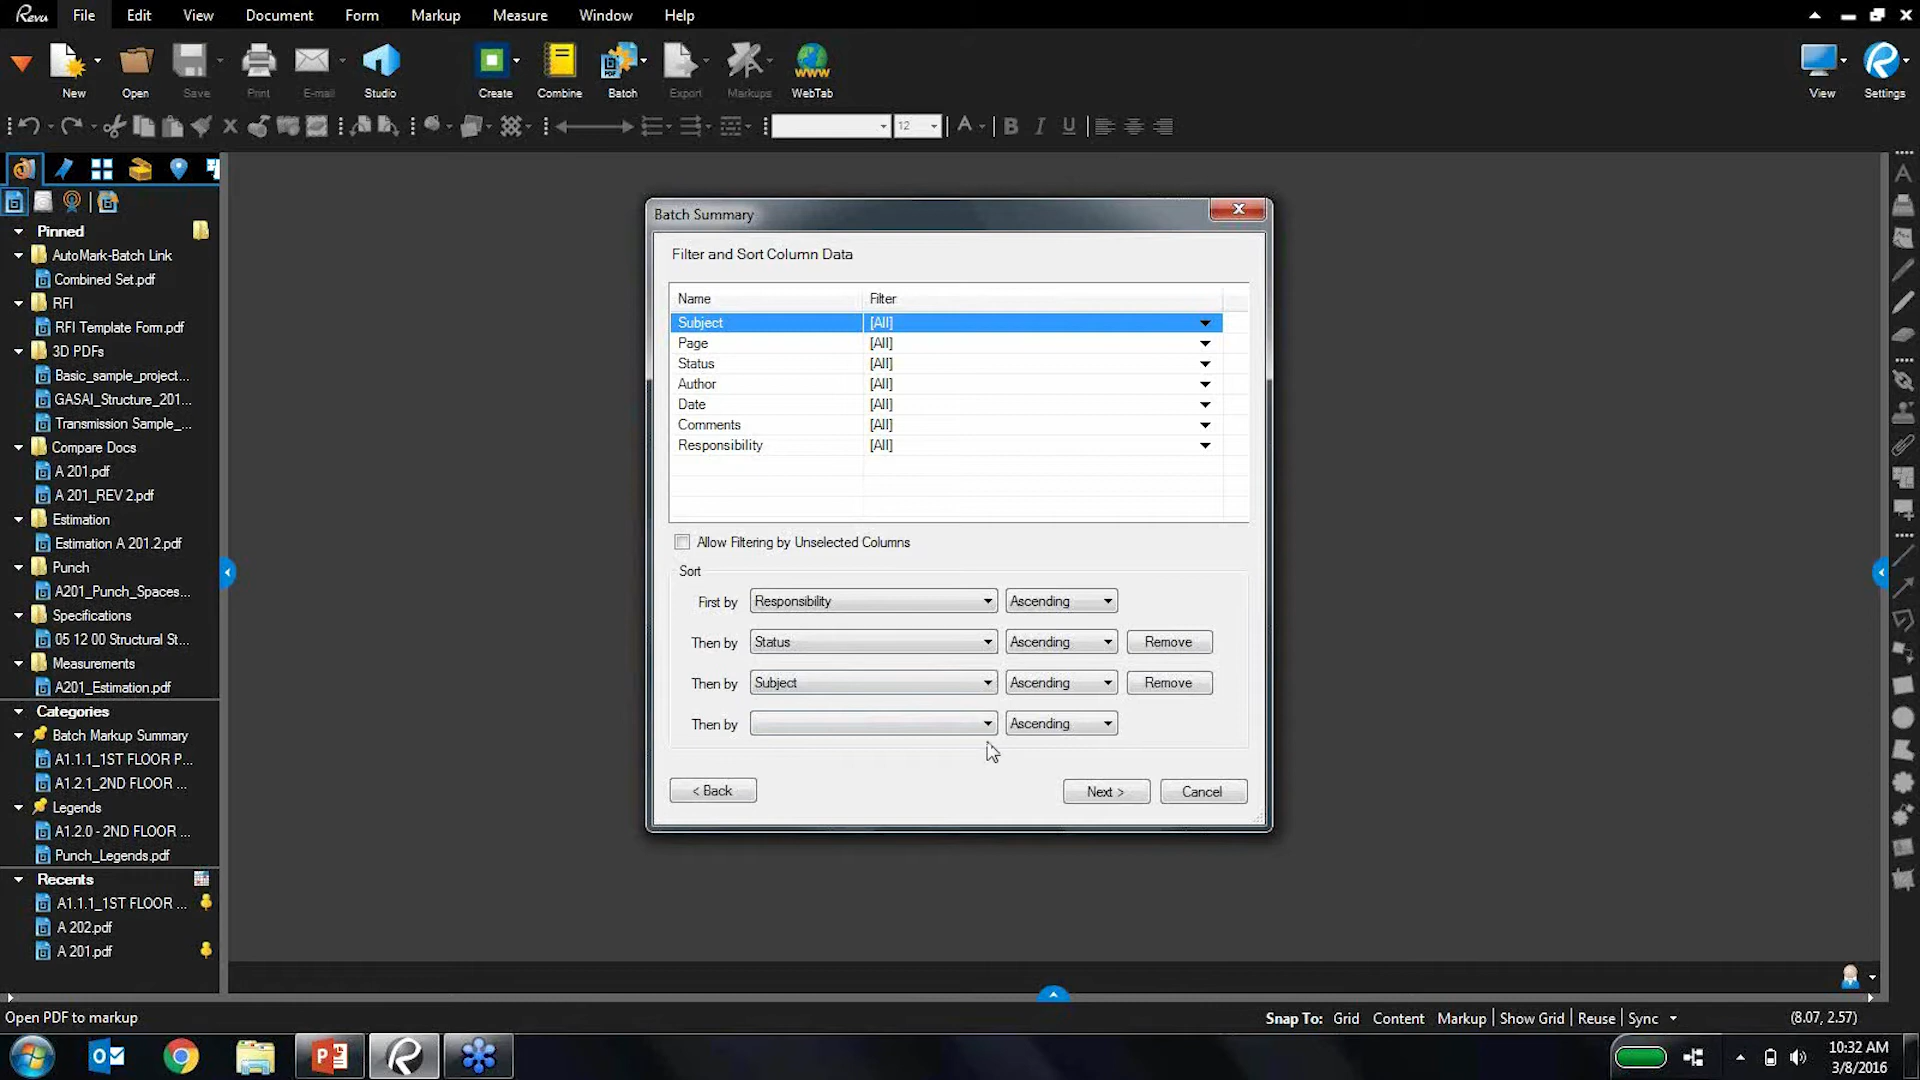 Revu File Edit View Document Form Markup Measure Window Help
New Open Save Print E-mail Studio Create Combine Batch Export Markups WebTab View Settings
12
Pinned
AutoMark-Batch Link
Combined Set.pdf
RFI
RFI Template Form.pdf
3D PDFs
Basic_sample_project...
GASAI_Structure_201...
Transmission Sample_...
Compare Docs
A 201.pdf
A 201_REV 2.pdf
Estimation
Estimation A 201.2.pdf
Punch
A201_Punch_Spaces...
Specifications
05 12 00 Structural St...
Measurements
A201_Estimation.pdf
Categories
Batch Markup Summary
A1.1.1_1ST FLOOR P...
A1.2.1_2ND FLOOR ...
Legends
A1.2.0 - 2ND FLOOR ...
Punch_Legends.pdf
Recents
A1.1.1_1ST FLOOR ...
A 202.pdf
A 201.pdf
Batch Summary
Filter and Sort Column Data
Name Filter
Subject [All]
Page [All]
Status [All]
Author [All]
Date [All]
Comments [All]
Responsibility [All]
Allow Filtering by Unselected Columns
Sort
First by Responsibility Ascending
Then by Status Ascending Remove
Then by Subject Ascending Remove
Then by Ascending
< Back Next > Cancel
Open PDF to markup
Snap To: Grid Content Markup Show Grid Reuse Sync (8.07, 2.57)
10:32 AM
3/8/2016